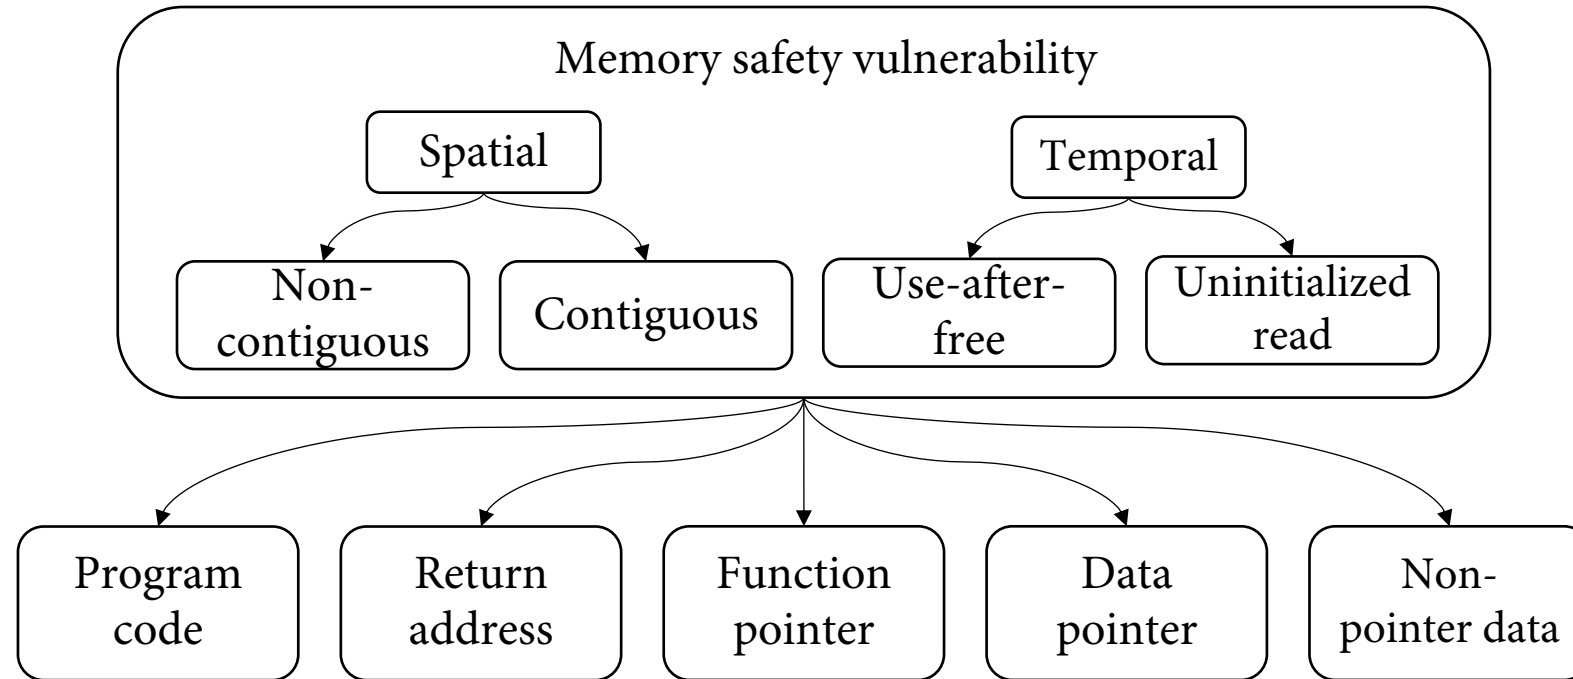 Memory safety vulnerability
Spatial
Temporal
Non-
contiguous
Contiguous
Use-after-
free
Uninitialized
read
Program
code
Return
address
Function
pointer
Data
pointer
Non-
pointer data